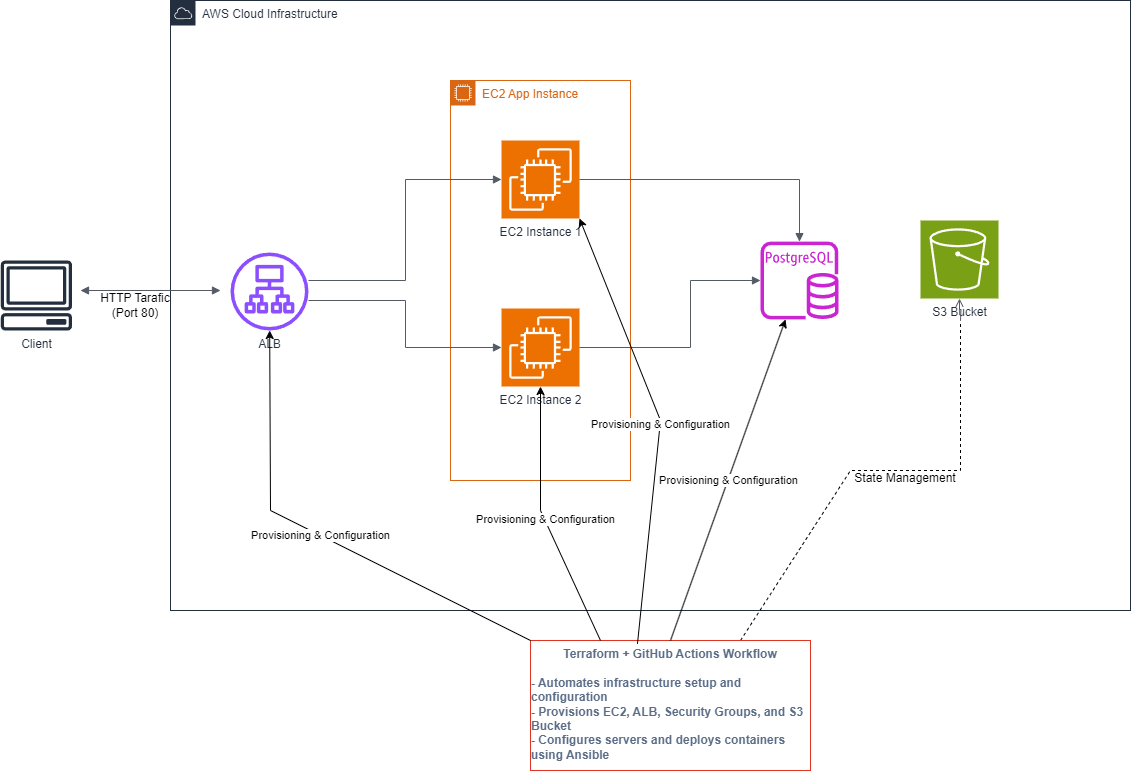 AWS Cloud Infrastructure
EC2 App Instance
EC2 Instance 1
PostgreSQL
HTTP Tarafic
(Port 80)
Client
ALB
S3 Bucket
EC2 Instance 2
Provisioning & Configuration
Provisioning & Configuration
State Management
Provisioning & Configuration
Provisioning & Configuration
Terraform + GitHub Actions Workflow
- Automates infrastructure setup and
configuration
- Provisions EC2, ALB, Security Groups, and S3
Bucket
- Configures servers and deploys containers
using Ansible